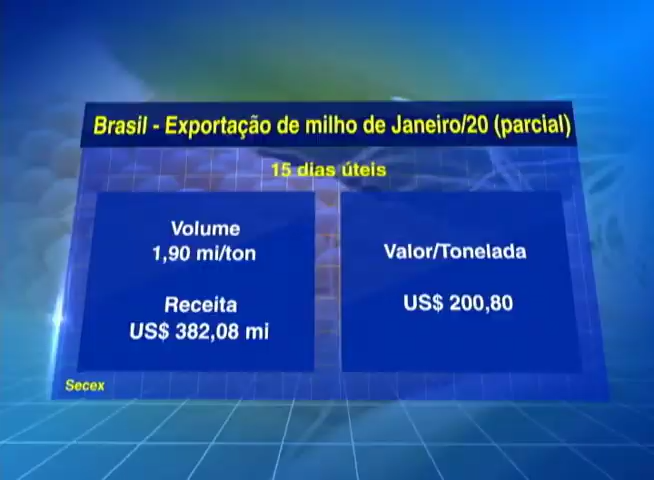 Brasil - Exportação de milho de Janeiro/20 (parcial)
15 dias úteis
Volume
1,90 mi/ton
Receita
US$ 382,08 mi
Valor/Tonelada
US$ 200,80
Secex